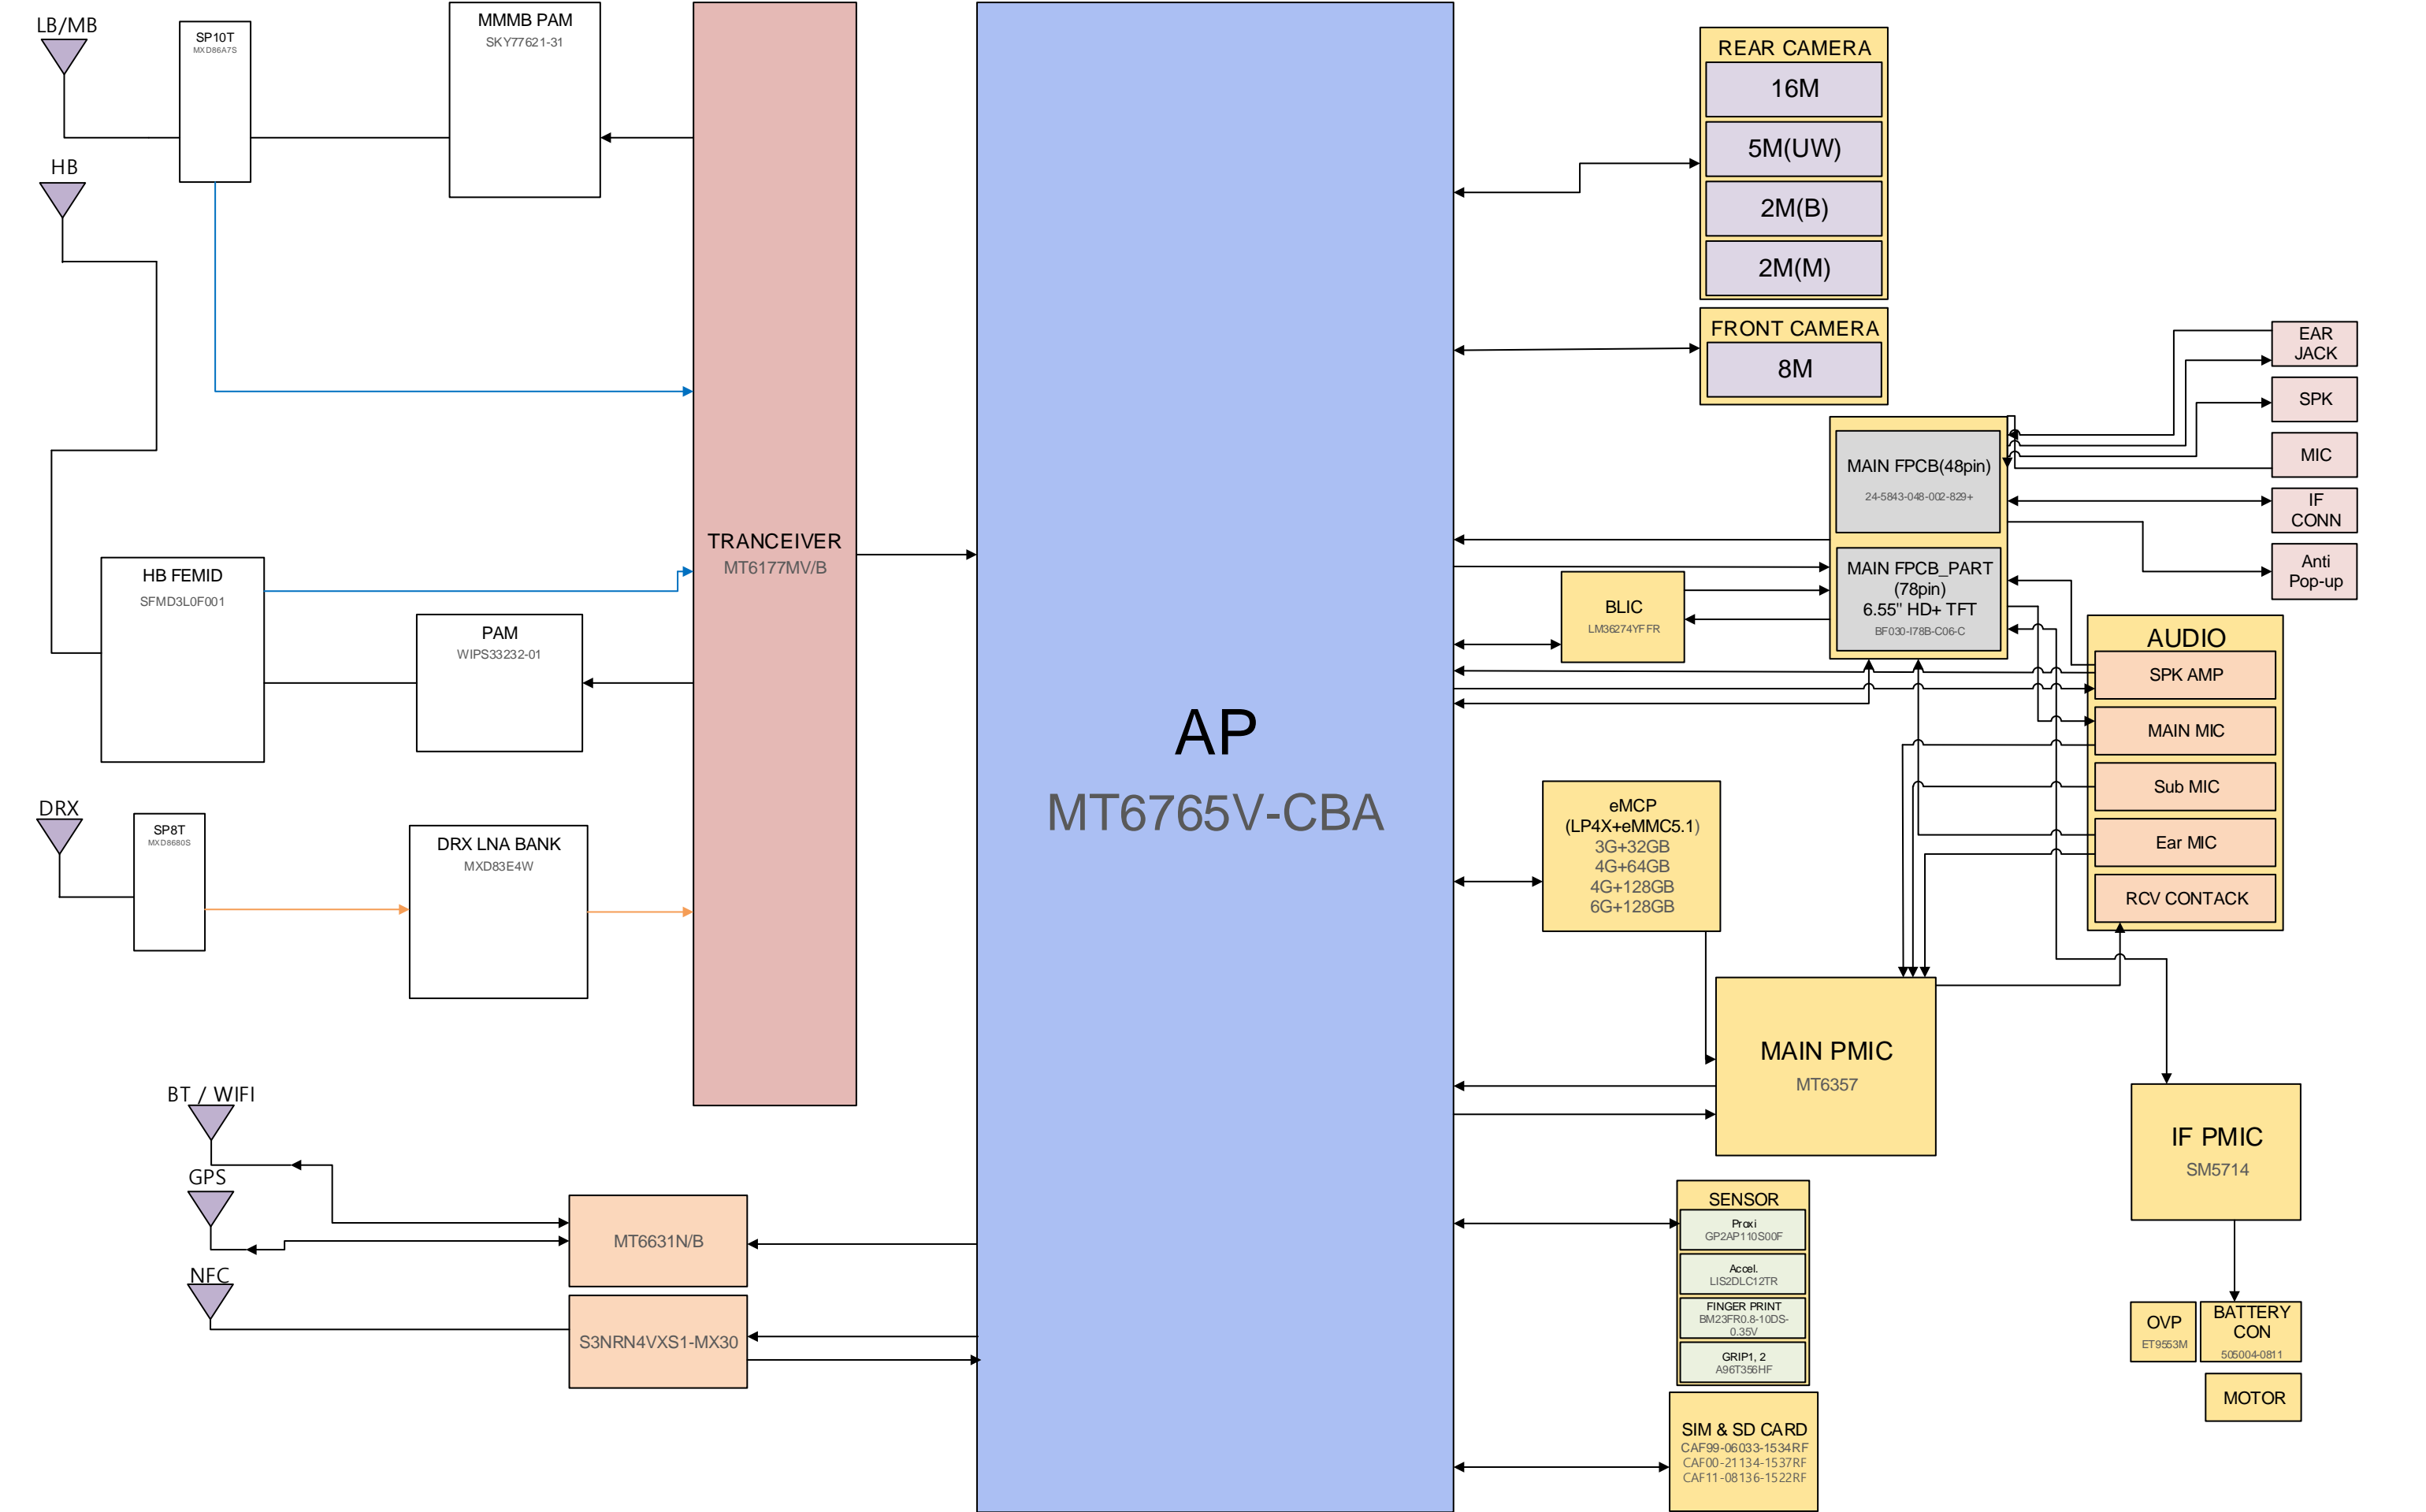 LB/MB
SP10T
MXD86A7S
MMMB PAM
SKY77621-31
HB
HB FEMID
SFMD3L0F001
PAM
WIPS33232-01
DRX
SP8T
MXD8680S
DRX LNA BANK
MXD83E4W
TRANCEIVER
MT6177MV/B
BT / WIFI
GPS
NFC
MT6631N/B
S3NRN4VXS1-MX30
AP
MT6765V-CBA
REAR CAMERA
16M
5M(UW)
2M(B)
2M(M)
FRONT CAMERA
8M
MAIN FPCB(48pin)
24-5843-048-002-829+
MAIN FPCB_PART
(78pin)
6.55" HD+ TFT
BF030-I78B-C06-C
BLIC
LM36274YFFR
EAR
JACK
SPK
MIC
IF
CONN
Anti
Pop-up
AUDIO
SPK AMP
MAIN MIC
Sub MIC
Ear MIC
RCV CONTACK
eMCP
(LP4X+eMMC5.1)
3G+32GB
4G+64GB
4G+128GB
6G+128GB
MAIN PMIC
MT6357
IF PMIC
SM5714
SENSOR
Proxi
GP2AP110S00F
Accel.
LIS2DLC12TR
FINGER PRINT
BM23FR0.8-10DS-
0.35V
GRIP1, 2
A96T356HF
OVP
ET9553M
BATTERY
CON
505004-0811
MOTOR
SIM & SD CARD
CAF99-06033-1534RF
CAF00-21134-1537RF
CAF11-08136-1522RF